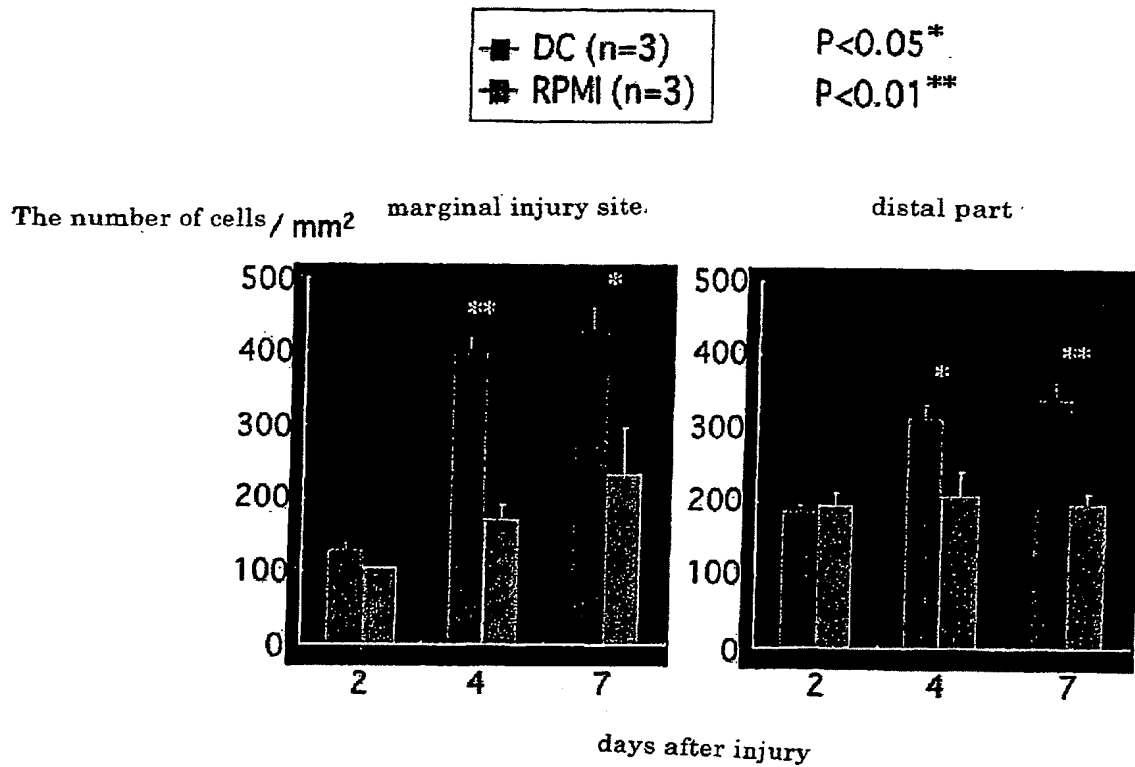 DC (n=3) P<0.05*
RPMI (n=3) P<0.01**
The number of cells / mm² marginal injury site. distal part
500 * 500
**
400 400 **
*
300 300
200 200
100 100
0 0
2 4 7 2 4 7
days after injury